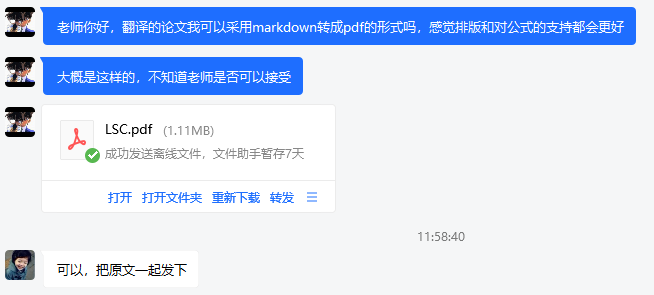 老师你好，翻译的论文我可以采用markdown转成pdf的形式吗，感觉排版和对公式的支持都会更好
大概是这样的，不知道老师是否可以接受
LSC.pdf （1.11MB）
成功发送离线文件，文件助手暂存7天
打开 打开文件夹 重新下载 转发
11:58:40
可以，把原文一起发下